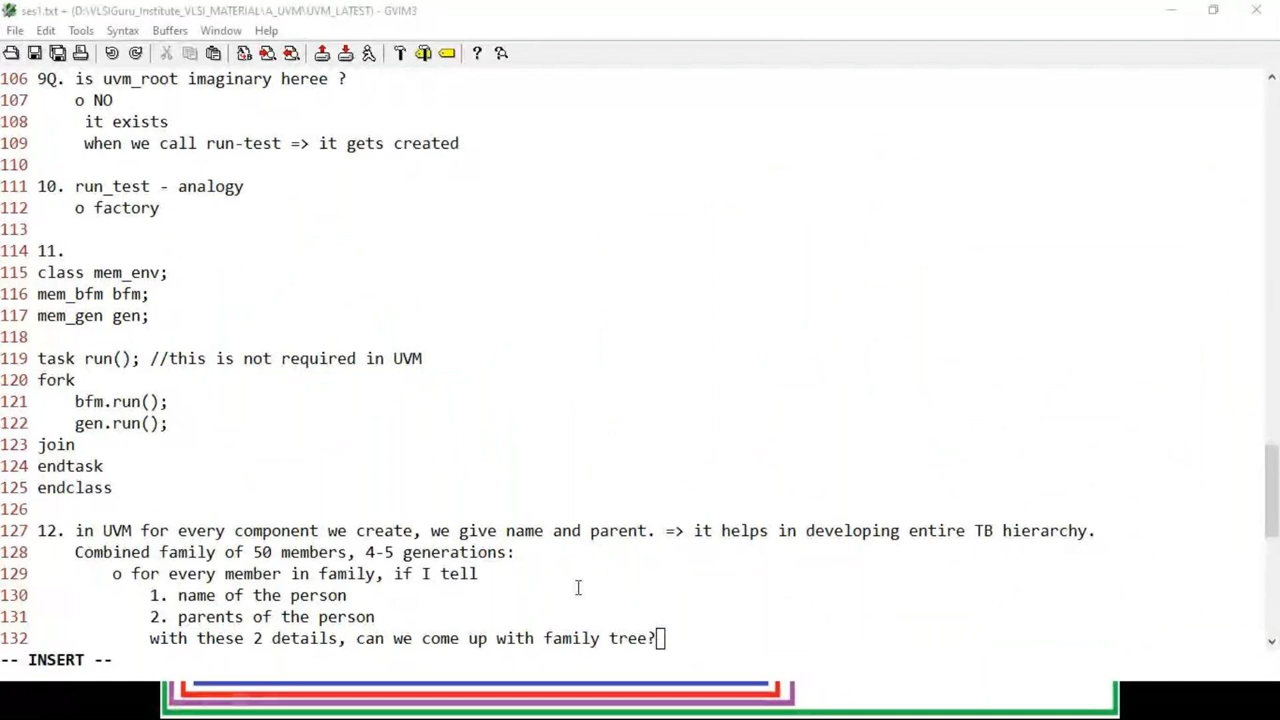 ses1.txt + (D:\VLSIGuru_Institute_VLSI_MATERIAL\A_UVM\UVM_LATEST) - GVIM3
File Edit Tools Syntax Buffers Window Help
106 9Q. is uvm_root imaginary heree ?
107 o NO
108 it exists
109 when we call run-test => it gets created
110
111 10. run_test - analogy
112 o factory
113
114 11.
115 class mem_env;
116 mem_bfm bfm;
117 mem_gen gen;
118
119 task run(); //this is not required in UVM
120 fork
121 bfm.run();
122 gen.run();
123 join
124 endtask
125 endclass
126
127 12. in UVM for every component we create, we give name and parent. => it helps in developing entire TB hierarchy.
128 Combined family of 50 members, 4-5 generations:
129 o for every member in family, if I tell
130 1. name of the person
131 2. parents of the person
132 with these 2 details, can we come up with family tree?
-- INSERT --